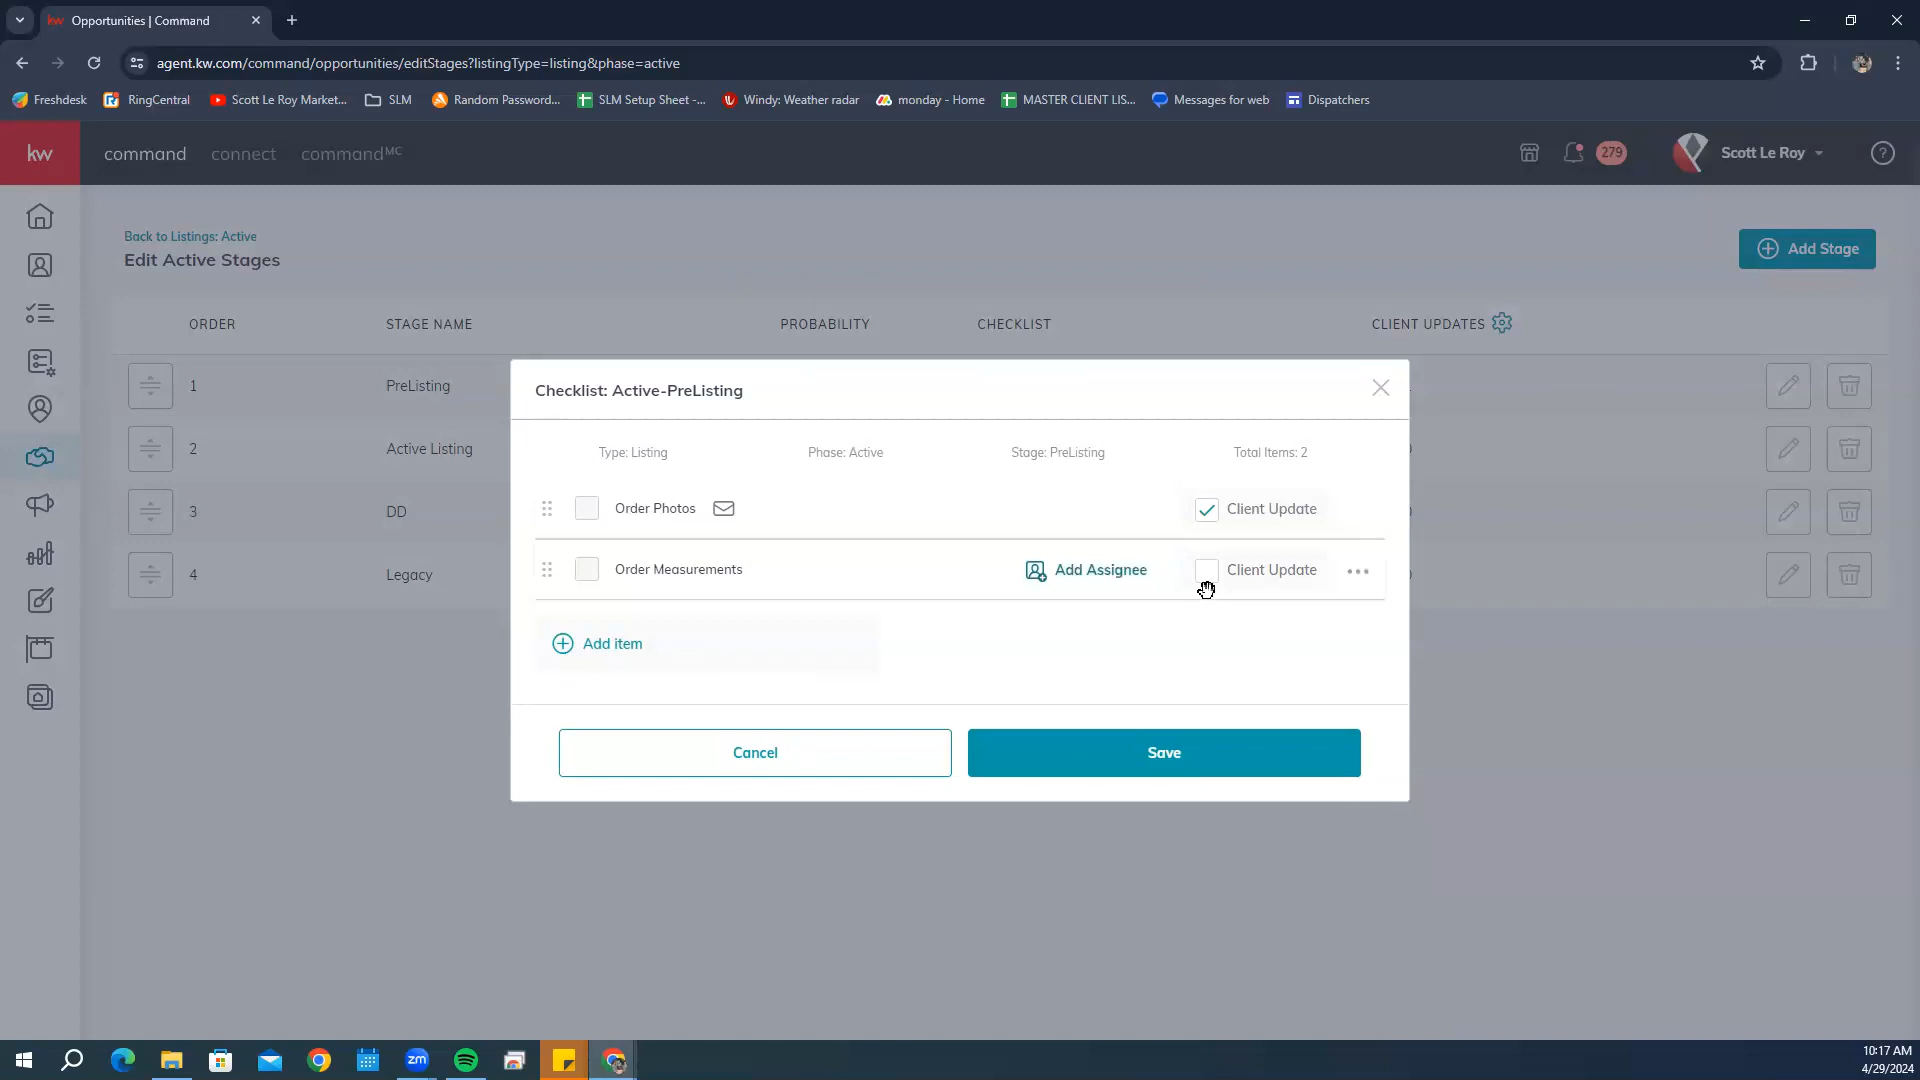 Opportunities | Command
agent.kw.com/command/opportunities/editStages?listingType=listing&phase=active
Freshdesk
RingCentral
Scott Le Roy Market...
SLM
Random Password...
SLM Setup Sheet -...
Windy: Weather radar
monday - Home
MASTER CLIENT LIS...
Messages for web
Dispatchers
kw
command
connect
commandMC
279
Scott Le Roy
Back to Listings: Active
Edit Active Stages
Add Stage
ORDER
STAGE NAME
PROBABILITY
CHECKLIST
CLIENT UPDATES
1
PreListing
2
Active Listing
3
DD
4
Legacy
Checklist: Active-PreListing
Type: Listing
Phase: Active
Stage: PreListing
Total Items: 2
Order Photos
Client Update
Order Measurements
Add Assignee
Client Update
Add item
Cancel
Save
zm
10:17 AM
4/29/2024